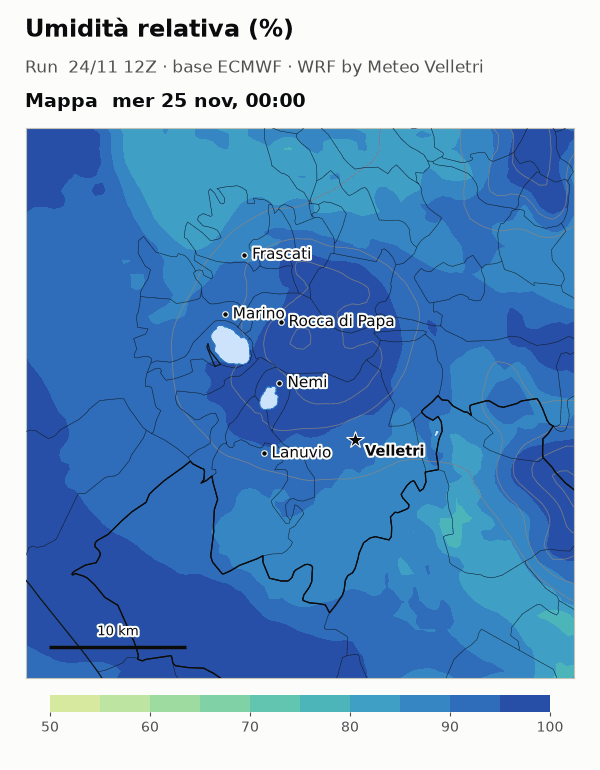 Umidità relativa (%)
Run  24/11 12Z · base ECMWF · WRF by Meteo Velletri
Mappa  mer 25 nov, 00:00
Frascati
Marino
Rocca di Papa
Nemi
Velletri
Lanuvio
10 km
50 60 70 80 90 100